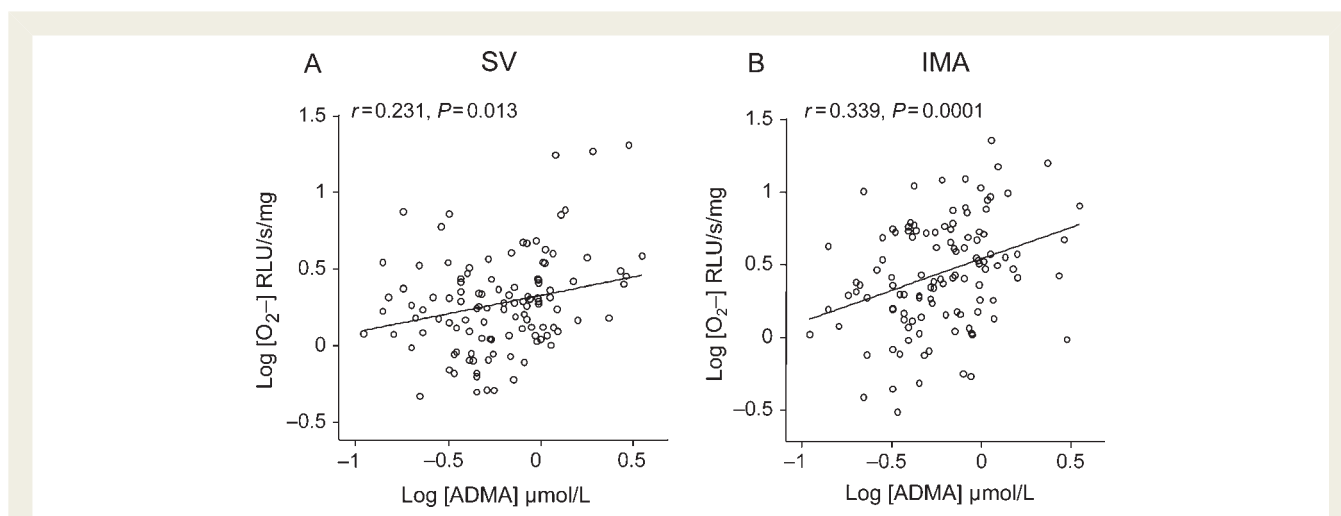 A SV
r=0.231, P=0.013
1.5
1
0.5
0
–0.5
Log [O₂–] RLU/s/mg
–1 –0.5 0 0.5
Log [ADMA] μmol/L
B IMA
r=0.339, P=0.0001
1.5
1
0.5
0
–0.5
Log [O₂–] RLU/s/mg
–1 –0.5 0 0.5
Log [ADMA] μmol/L